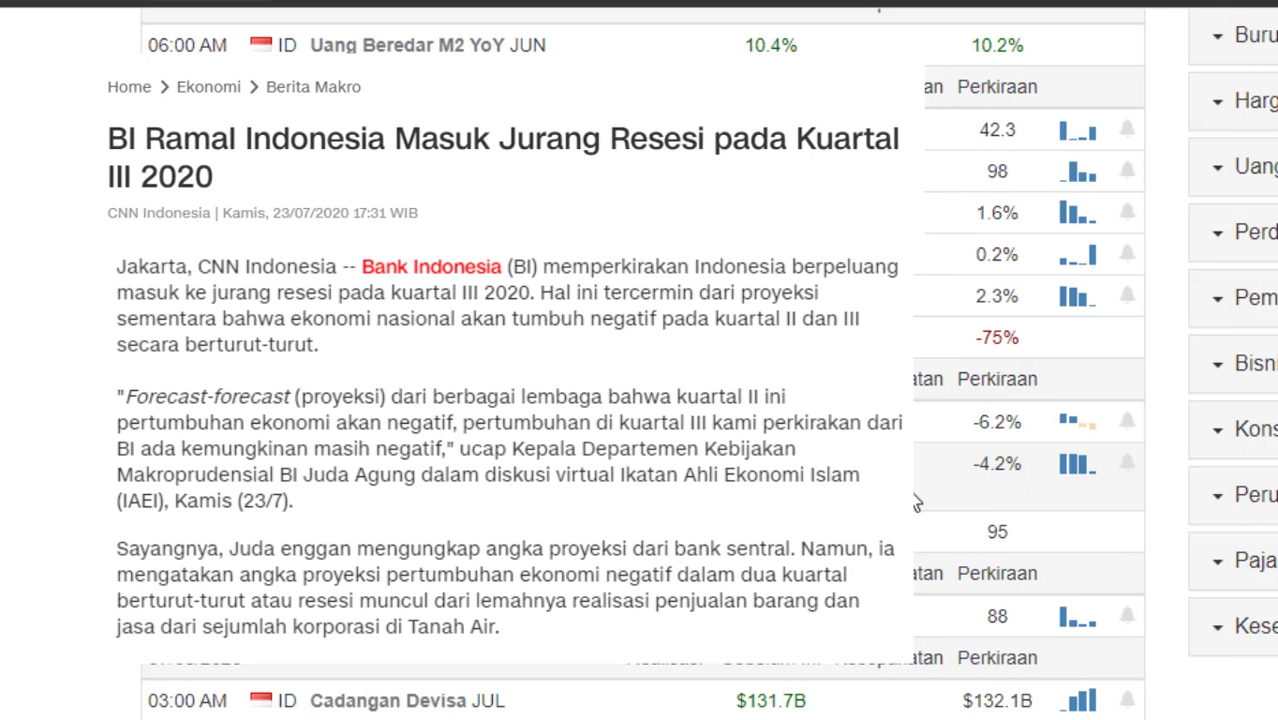 06:00 AM ID Uang Beredar M2 YoY JUN 10.4% 10.2%
Home > Ekonomi > Berita Makro
BI Ramal Indonesia Masuk Jurang Resesi pada Kuartal
III 2020
CNN Indonesia | Kamis, 23/07/2020 17:31 WIB
Jakarta, CNN Indonesia -- Bank Indonesia (BI) memperkirakan Indonesia berpeluang
masuk ke jurang resesi pada kuartal III 2020. Hal ini tercermin dari proyeksi
sementara bahwa ekonomi nasional akan tumbuh negatif pada kuartal II dan III
secara berturut-turut.
"Forecast-forecast (proyeksi) dari berbagai lembaga bahwa kuartal II ini
pertumbuhan ekonomi akan negatif, pertumbuhan di kuartal III kami perkirakan dari
BI ada kemungkinan masih negatif," ucap Kepala Departemen Kebijakan
Makroprudensial BI Juda Agung dalam diskusi virtual Ikatan Ahli Ekonomi Islam
(IAEI), Kamis (23/7).
Sayangnya, Juda enggan mengungkap angka proyeksi dari bank sentral. Namun, ia
mengatakan angka proyeksi pertumbuhan ekonomi negatif dalam dua kuartal
berturut-turut atau resesi muncul dari lemahnya realisasi penjualan barang dan
jasa dari sejumlah korporasi di Tanah Air.
an Perkiraan
42.3
98
1.6%
0.2%
2.3%
-75%
atan Perkiraan
-6.2%
-4.2%
95
atan Perkiraan
88
atan Perkiraan
03:00 AM ID Cadangan Devisa JUL $131.7B $132.1B
Buru
Harg
Uang
Perd
Pem
Bisni
Kons
Peru
Paja
Kese